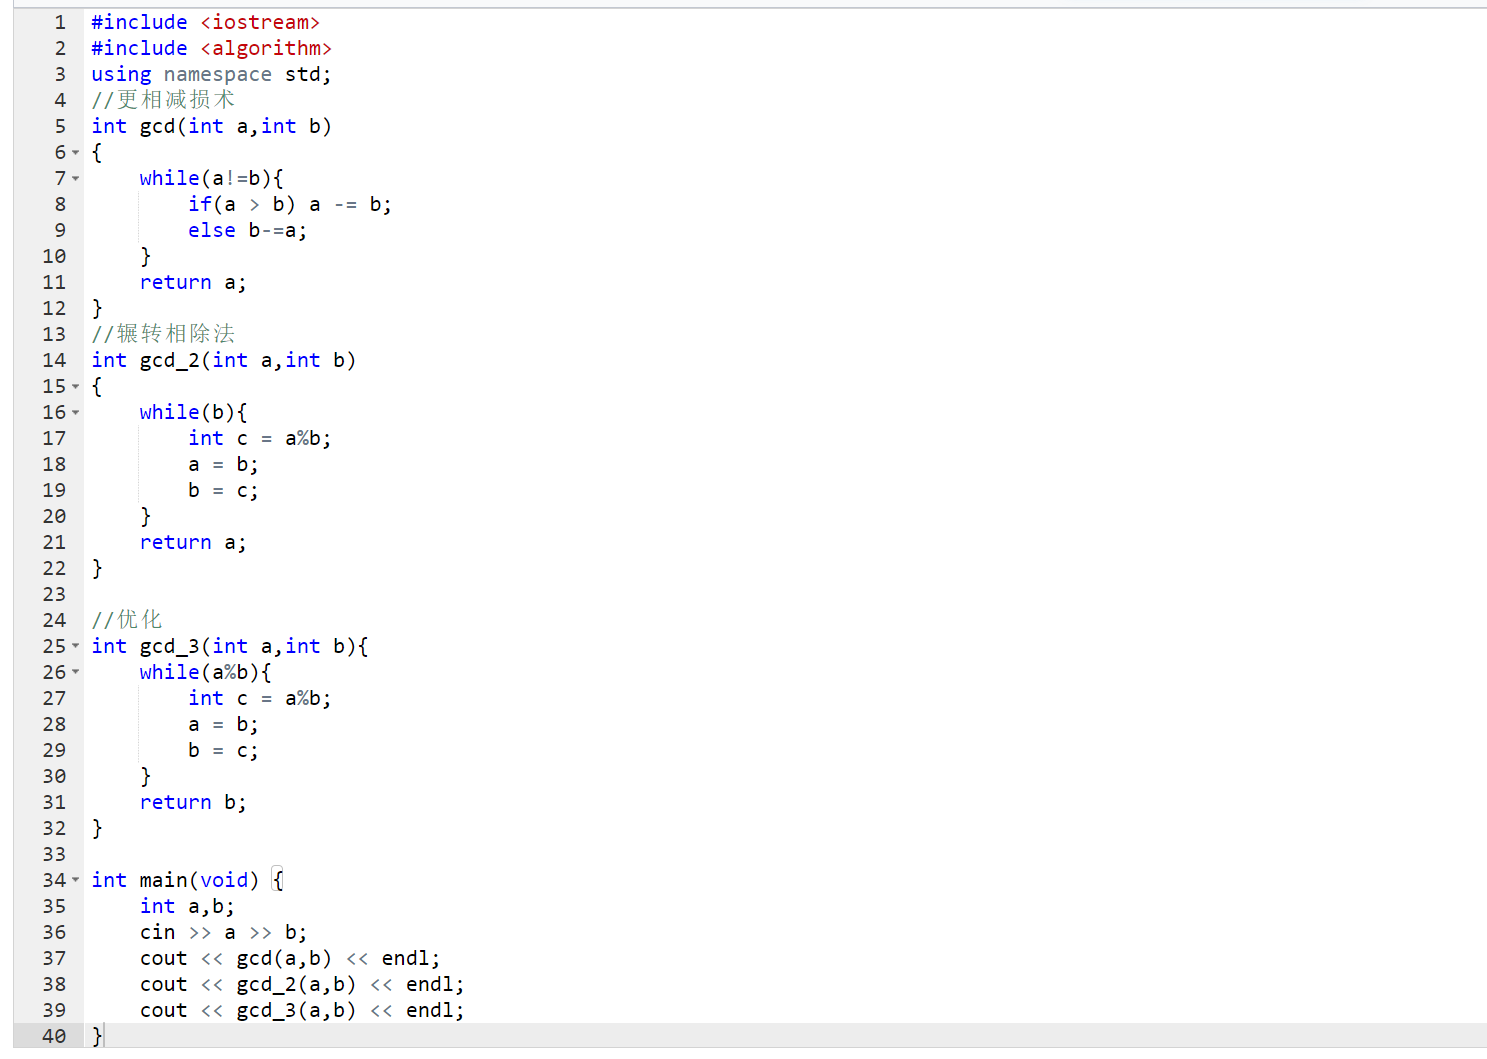 1 #include <iostream>
2 #include <algorithm>
3 using namespace std;
4 //更相减损术
5 int gcd(int a,int b)
6 {
7     while(a!=b){
8         if(a > b) a -= b;
9         else b-=a;
10     }
11     return a;
12 }
13 //辗转相除法
14 int gcd_2(int a,int b)
15 {
16     while(b){
17         int c = a%b;
18         a = b;
19         b = c;
20     }
21     return a;
22 }
23
24 //优化
25 int gcd_3(int a,int b){
26     while(a%b){
27         int c = a%b;
28         a = b;
29         b = c;
30     }
31     return b;
32 }
33
34 int main(void) {
35     int a,b;
36     cin >> a >> b;
37     cout << gcd(a,b) << endl;
38     cout << gcd_2(a,b) << endl;
39     cout << gcd_3(a,b) << endl;
40 }